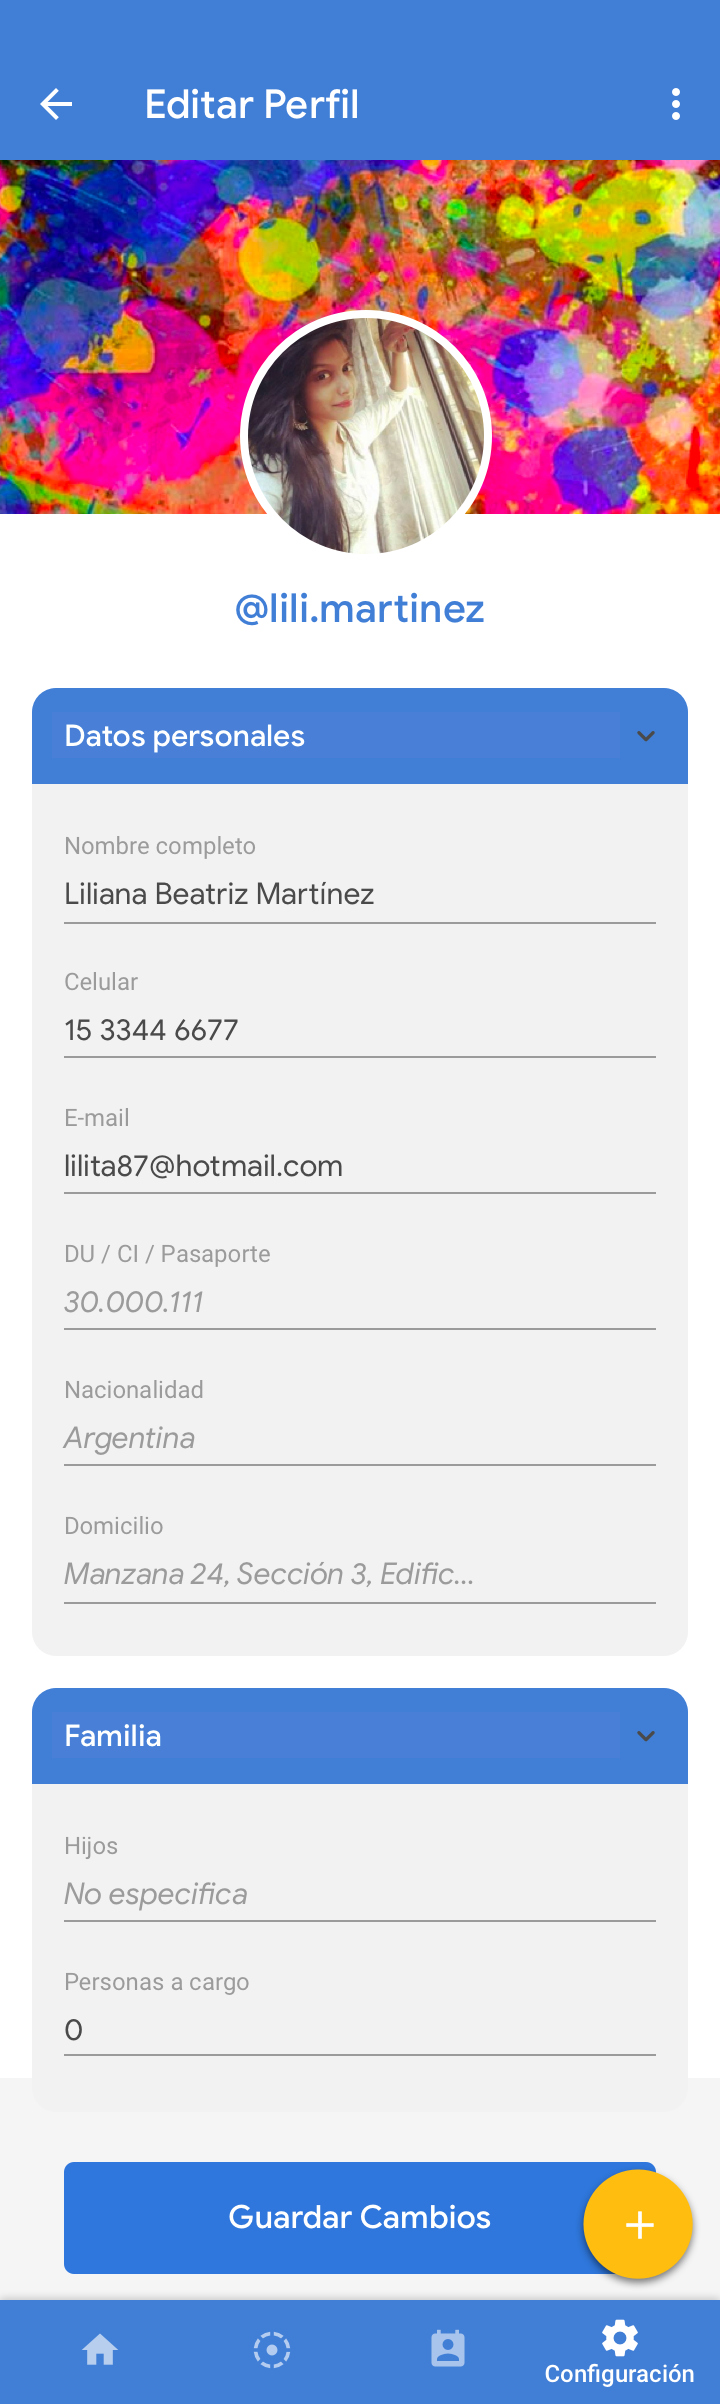 Editar Perfil
@lili.martinez
Datos personales
Nombre completo
Liliana Beatriz Martínez
Celular
15 3344 6677
E-mail
lilita87@hotmail.com
DU / CI / Pasaporte
30.000.111
Nacionalidad
Argentina
Domicilio
Manzana 24, Sección 3, Edific...
Familia
Hijos
No especifica
Personas a cargo
0
Guardar Cambios
Configuración